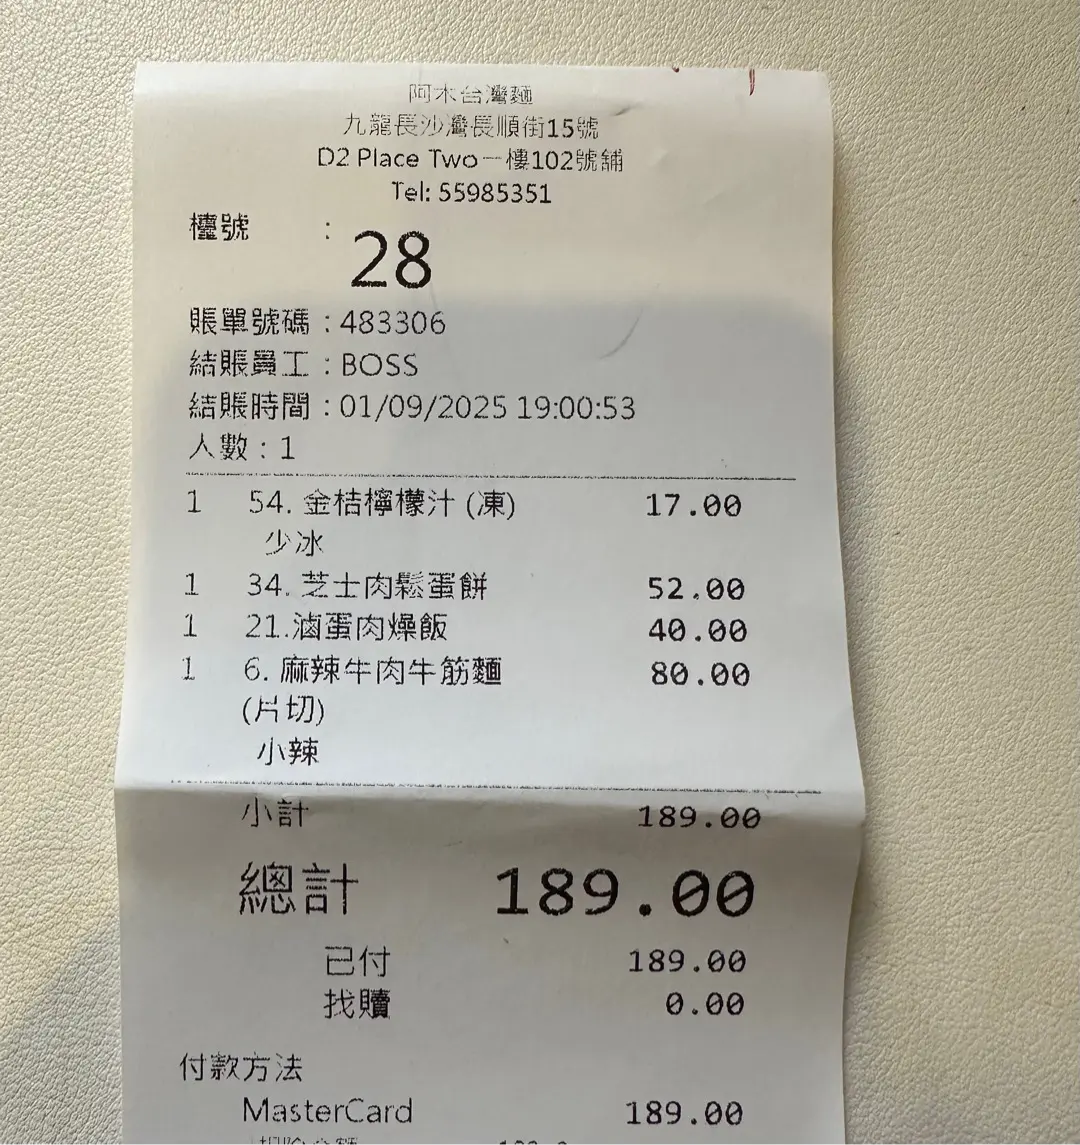 阿木台灣麵
九龍長沙灣長順街15號
D2 Place Two一樓102號舖
Tel: 55985351
檯號 : 28
賬單號碼 : 483306
結賬員工 : BOSS
結賬時間 : 01/09/2025 19:00:53
人數 : 1
1 54. 金桔檸檬汁 (凍) 17.00
少冰
1 34. 芝士肉鬆蛋餅 52.00
1 21.滷蛋肉燥飯 40.00
1 6. 麻辣牛肉牛筋麵 80.00
(片切)
小辣
小計 189.00
總計 189.00
已付 189.00
找贖 0.00
付款方法
MasterCard 189.00